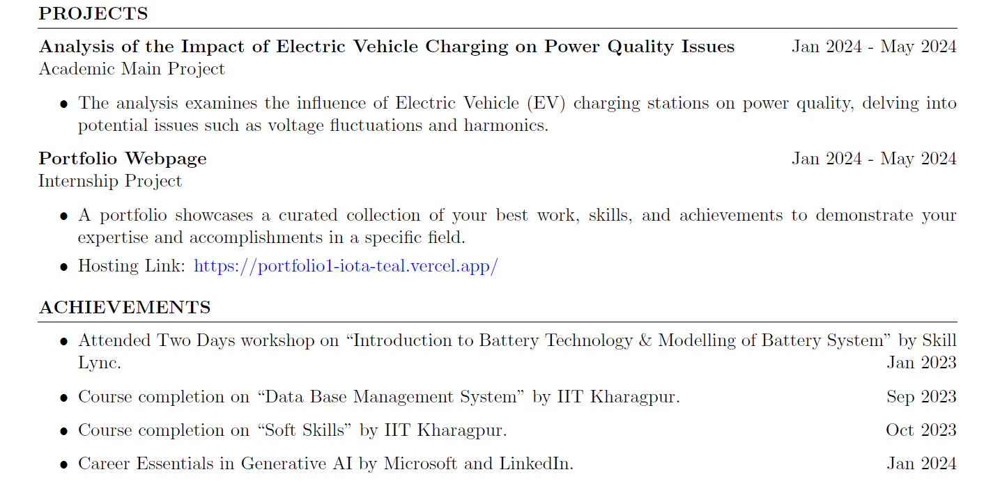 PROJECTS
Analysis of the Impact of Electric Vehicle Charging on Power Quality Issues Jan 2024 - May 2024
Academic Main Project
• The analysis examines the influence of Electric Vehicle (EV) charging stations on power quality, delving into
potential issues such as voltage fluctuations and harmonics.
Portfolio Webpage Jan 2024 - May 2024
Internship Project
• A portfolio showcases a curated collection of your best work, skills, and achievements to demonstrate your
expertise and accomplishments in a specific field.
• Hosting Link: https://portfolio1-iota-teal.vercel.app/
ACHIEVEMENTS
• Attended Two Days workshop on “Introduction to Battery Technology & Modelling of Battery System” by Skill
Lync. Jan 2023
• Course completion on “Data Base Management System” by IIT Kharagpur. Sep 2023
• Course completion on “Soft Skills” by IIT Kharagpur. Oct 2023
• Career Essentials in Generative AI by Microsoft and LinkedIn. Jan 2024